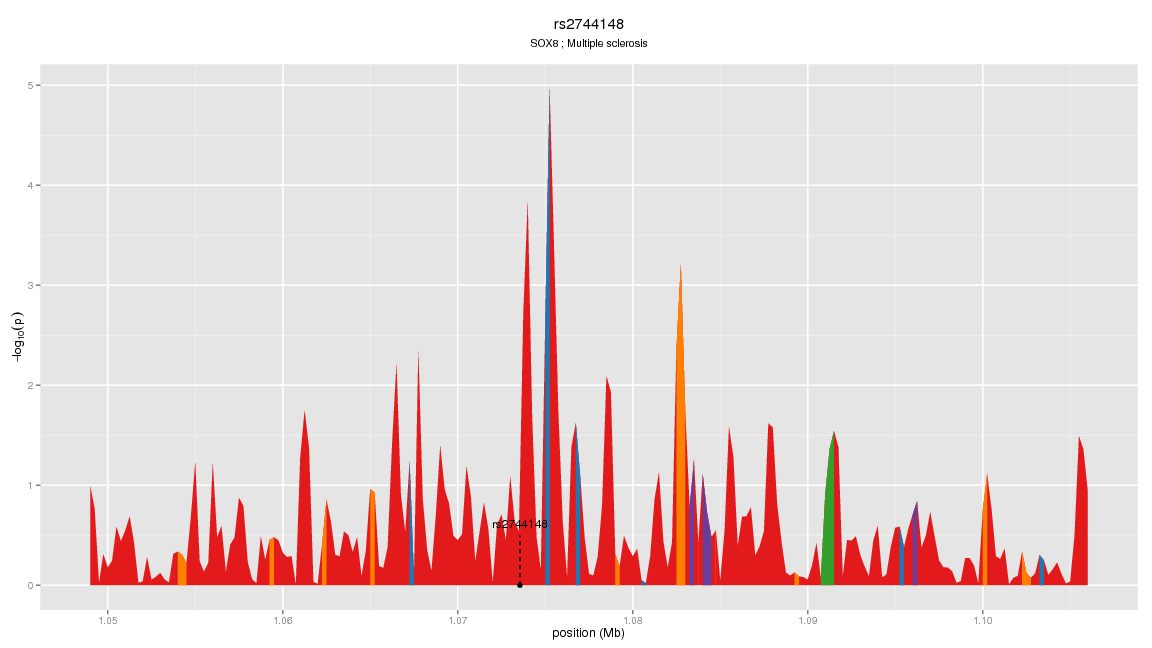 rs2744148
SOX8 ; Multiple sclerosis
5
4
3
2
1
0
−log10(p)
rs2744148
1.05 1.06 1.07 1.08 1.09 1.10
position (Mb)